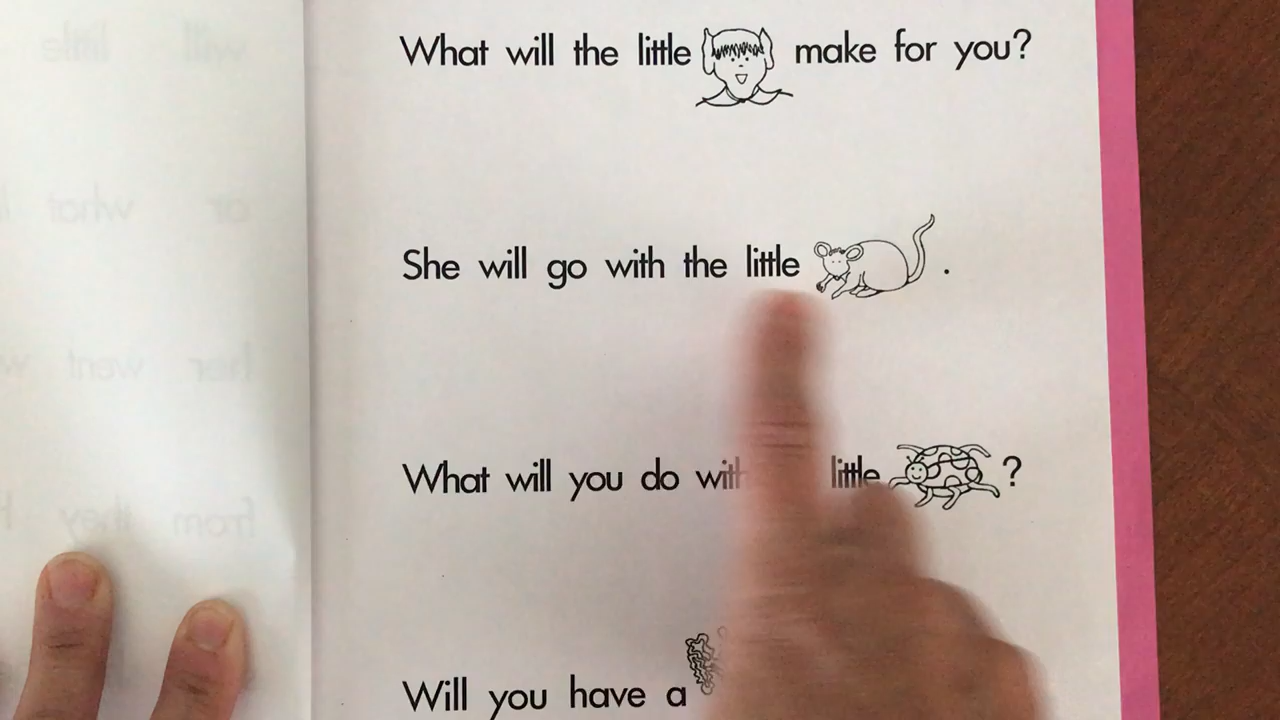 What will the little make for you?
She will go with the little .
What will you do with little ?
Will you have a